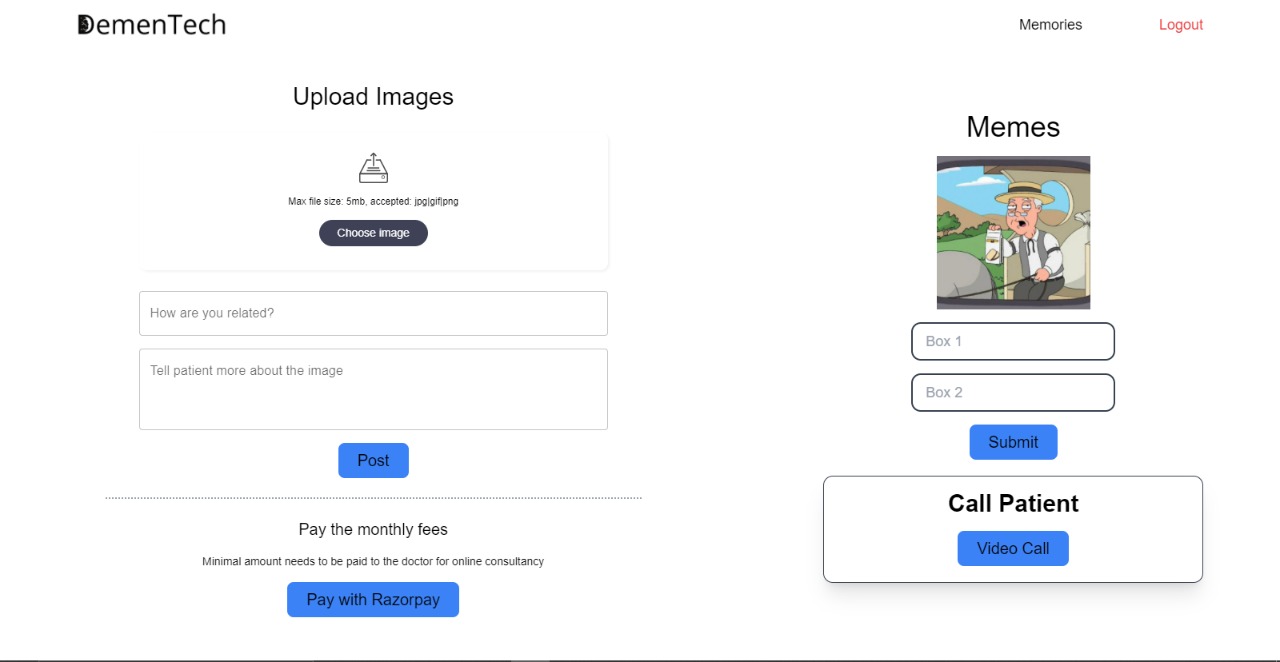 DemenTech
Memories
Logout
Upload Images
Max file size: 5mb, accepted: jpg|gif|png
Choose image
How are you related?
Tell patient more about the image
Post
Pay the monthly fees
Minimal amount needs to be paid to the doctor for online consultancy
Pay with Razorpay
Memes
Box 1
Box 2
Submit
Call Patient
Video Call